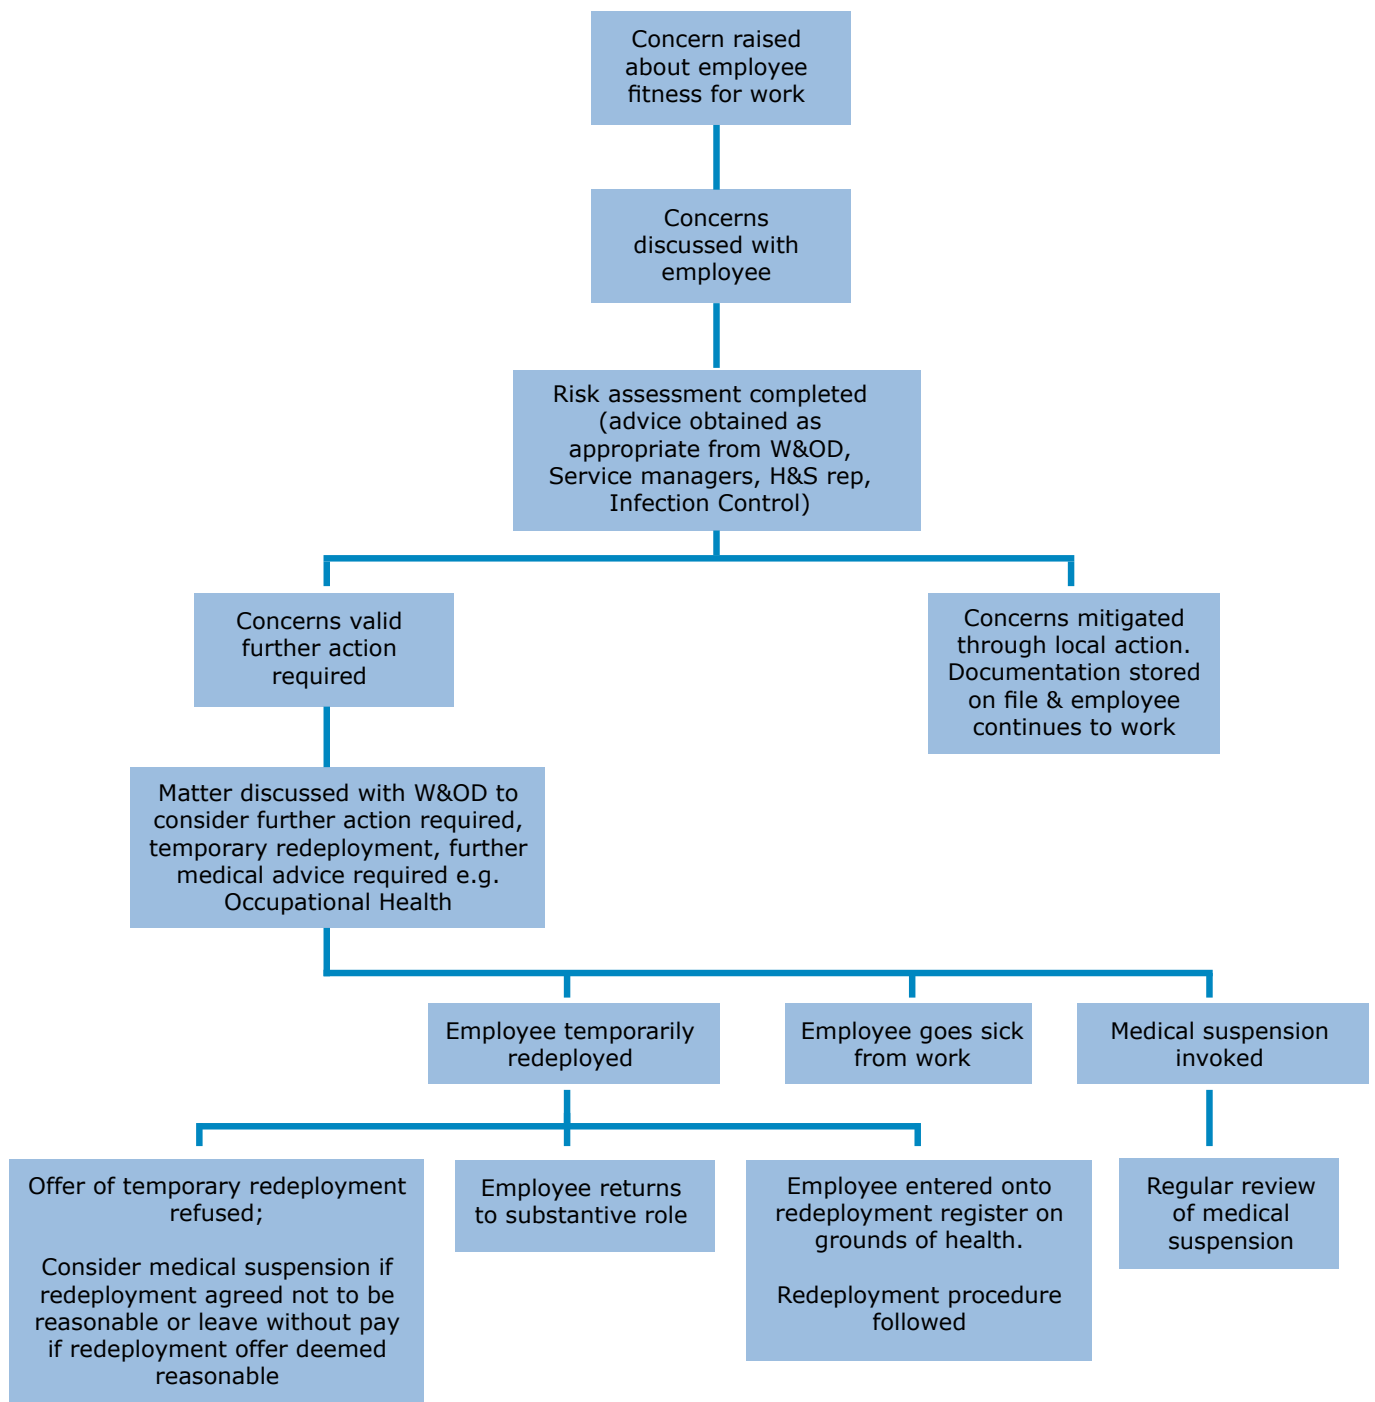 Concern raised
about employee
fitness for work
Concerns
discussed with
employee
Risk assessment completed
(advice obtained as
appropriate from W&OD,
Service managers, H&S rep,
Infection Control)
Concerns valid
further action
required
Concerns mitigated
through local action.
Documentation stored
on file & employee
continues to work
Matter discussed with W&OD to
consider further action required,
temporary redeployment, further
medical advice required e.g.
Occupational Health
Employee temporarily
redeployed
Employee goes sick
from work
Medical suspension
invoked
Offer of temporary redeployment
refused;
Consider medical suspension if
redeployment agreed not to be
reasonable or leave without pay
if redeployment offer deemed
reasonable
Employee returns
to substantive role
Employee entered onto
redeployment register on
grounds of health.
Redeployment procedure
followed
Regular review
of medical
suspension